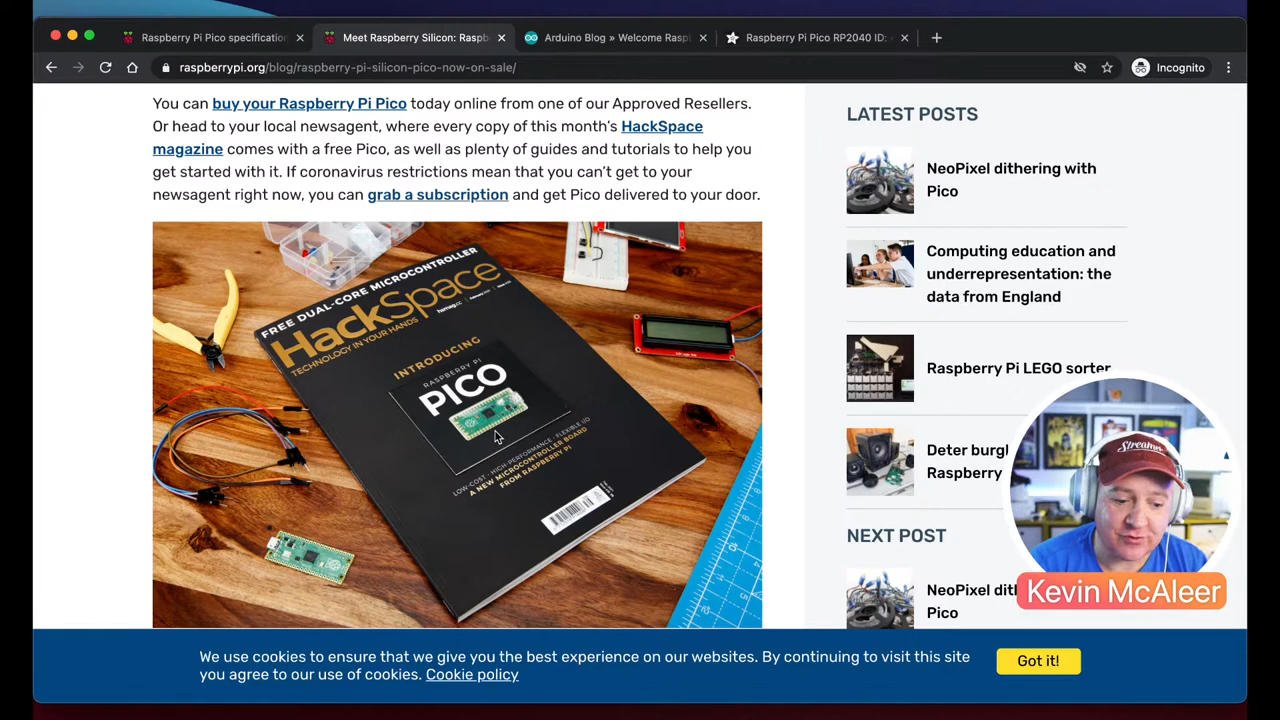 Raspberry Pi Pico specification
Meet Raspberry Silicon: Raspb
Arduino Blog » Welcome Raspl
Raspberry Pi Pico RP2040 ID:
raspberrypi.org/blog/raspberry-pi-silicon-pico-now-on-sale/
Incognito
You can buy your Raspberry Pi Pico today online from one of our Approved Resellers.
Or head to your local newsagent, where every copy of this month's HackSpace
magazine comes with a free Pico, as well as plenty of guides and tutorials to help you
get started with it. If coronavirus restrictions mean that you can't get to your
newsagent right now, you can grab a subscription and get Pico delivered to your door.
FREE DUAL-CORE MICROCONTROLLER
HackSpace
TECHNOLOGY IN YOUR HANDS
INTRODUCING
RASPBERRY PI
PICO
LOW-COST · HIGH-PERFORMANCE · FLEXIBLE I/O
A NEW MICROCONTROLLER BOARD
FROM RASPBERRY PI
LATEST POSTS
NeoPixel dithering with
Pico
Computing education and
underrepresentation: the
data from England
Raspberry Pi LEGO sorter
Deter burgl
Raspberry
NEXT POST
NeoPixel dith
Pico
Streamer
Kevin McAleer
We use cookies to ensure that we give you the best experience on our websites. By continuing to visit this site
you agree to our use of cookies. Cookie policy
Got it!